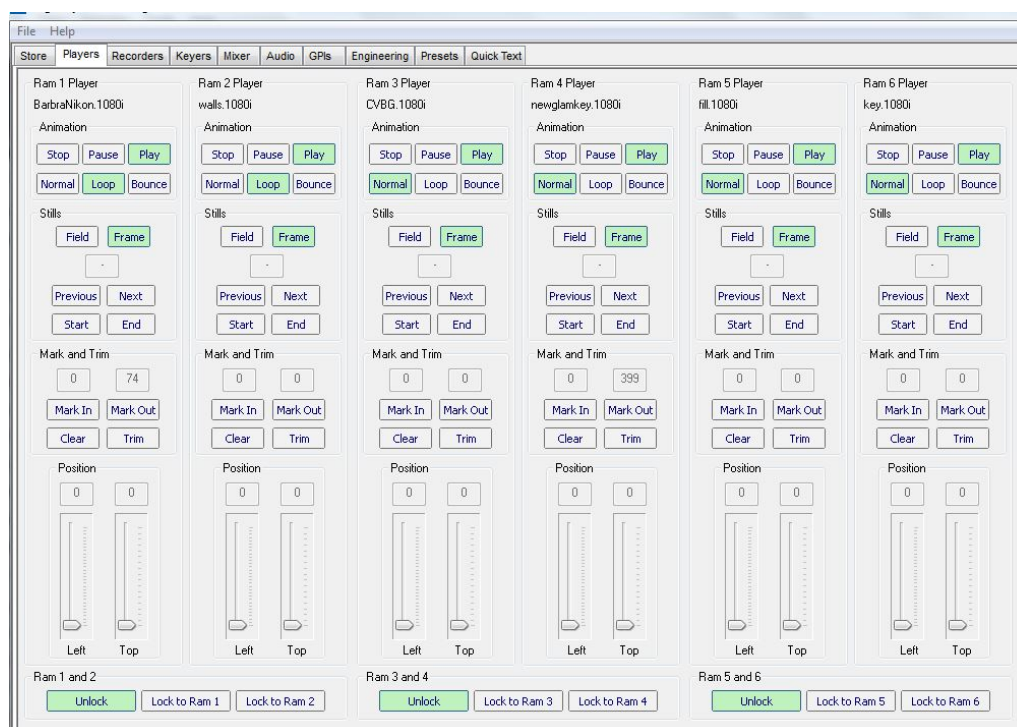 File Help
Store Players Recorders Keyers Mixer Audio GPIs Engineering Presets Quick Text
Ram 1 Player Ram 2 Player Ram 3 Player Ram 4 Player Ram 5 Player Ram 6 Player
BarbraNikon.1080i walls.1080i CVBG.1080i newglamkey.1080i fill.1080i key.1080i
Animation Animation Animation Animation Animation Animation
Stop Pause Play Stop Pause Play Stop Pause Play Stop Pause Play Stop Pause Play Stop Pause Play
Normal Loop Bounce Normal Loop Bounce Normal Loop Bounce Normal Loop Bounce Normal Loop Bounce Normal Loop Bounce
Stills Stills Stills Stills Stills Stills
Field Frame Field Frame Field Frame Field Frame Field Frame Field Frame
- - - - - -
Previous Next Previous Next Previous Next Previous Next Previous Next Previous Next
Start End Start End Start End Start End Start End Start End
Mark and Trim Mark and Trim Mark and Trim Mark and Trim Mark and Trim Mark and Trim
0 74 0 0 0 0 0 399 0 0 0 0
Mark In Mark Out Mark In Mark Out Mark In Mark Out Mark In Mark Out Mark In Mark Out Mark In Mark Out
Clear Trim Clear Trim Clear Trim Clear Trim Clear Trim Clear Trim
Position Position Position Position Position Position
0 0 0 0 0 0 0 0 0 0 0 0
Left Top Left Top Left Top Left Top Left Top Left Top
Ram 1 and 2 Ram 3 and 4 Ram 5 and 6
Unlock Lock to Ram 1 Lock to Ram 2 Unlock Lock to Ram 3 Lock to Ram 4 Unlock Lock to Ram 5 Lock to Ram 6